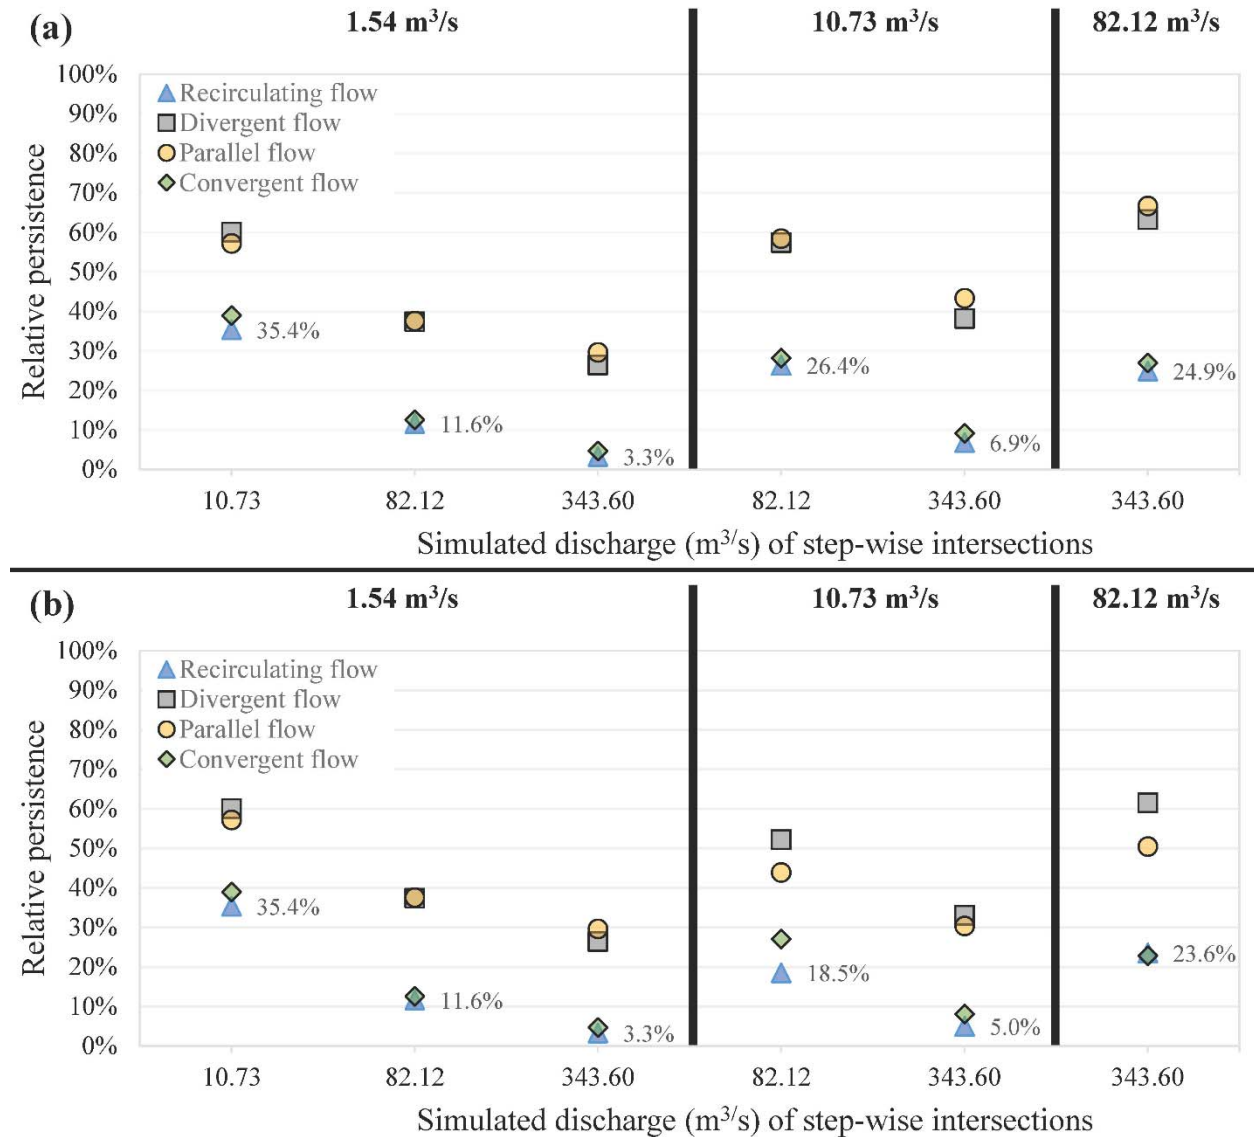 (a) 1.54 m³/s 10.73 m³/s 82.12 m³/s
100%
90%
80%
70%
60%
50%
40%
30%
20%
10%
0%
Relative persistence
Recirculating flow
Divergent flow
Parallel flow
Convergent flow
35.4%
11.6%
3.3%
26.4%
6.9%
24.9%
10.73 82.12 343.60 82.12 343.60 343.60
Simulated discharge (m³/s) of step-wise intersections
(b) 1.54 m³/s 10.73 m³/s 82.12 m³/s
100%
90%
80%
70%
60%
50%
40%
30%
20%
10%
0%
Relative persistence
Recirculating flow
Divergent flow
Parallel flow
Convergent flow
35.4%
11.6%
3.3%
18.5%
5.0%
23.6%
10.73 82.12 343.60 82.12 343.60 343.60
Simulated discharge (m³/s) of step-wise intersections